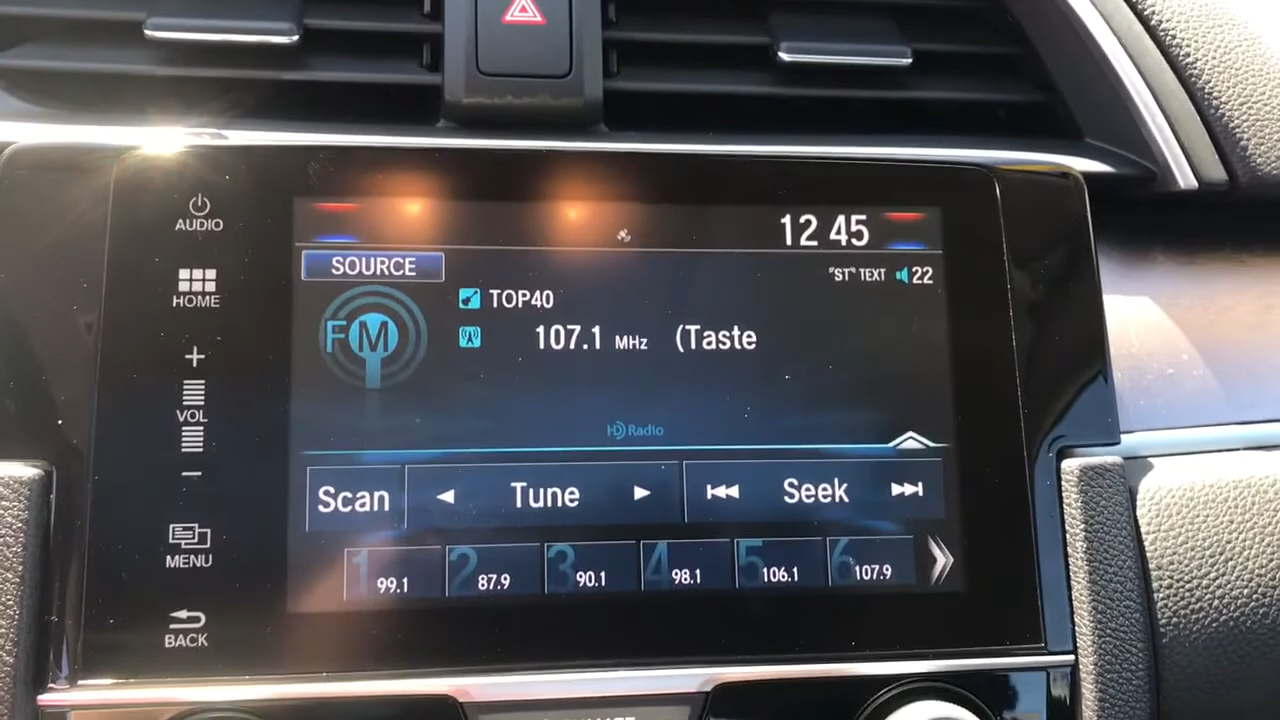 AUDIO
HOME
+
VOL
−
MENU
BACK
12 45
SOURCE
"ST" TEXT 22
FM
TOP40
107.1 MHz (Taste
HD Radio
Scan
Tune
Seek
1 99.1
2 87.9
3 90.1
4 98.1
5 106.1
6 107.9